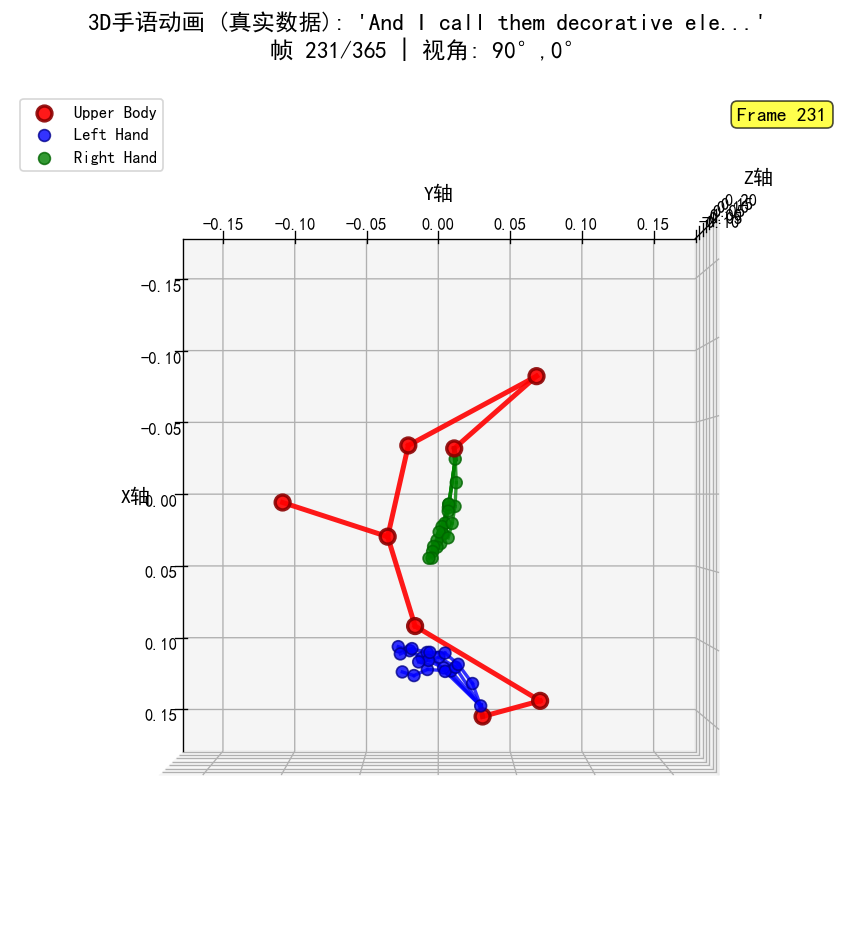 3D手语动画 (真实数据): 'And I call them decorative ele...'
帧 231/365 | 视角: 90°,0°
Upper Body
Left Hand
Right Hand
Frame 231
Z轴
Y轴
-0.15 -0.10 -0.05 0.00 0.05 0.10 0.15
-0.15
-0.10
-0.05
X轴
0.00
0.05
0.10
0.15